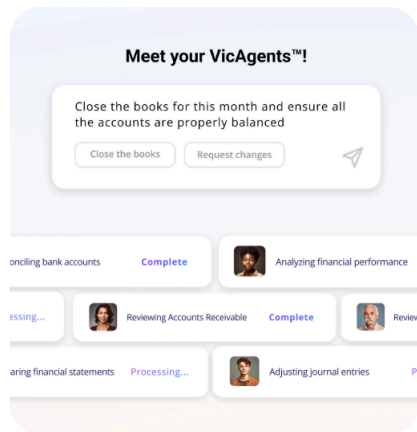 Meet your VicAgents™!
Close the books for this month and ensure all
the accounts are properly balanced
Close the books Request changes
onciling bank accounts Complete Analyzing financial performance
essing... Reviewing Accounts Receivable Complete Review
aring financial statements Processing... Adjusting journal entries P